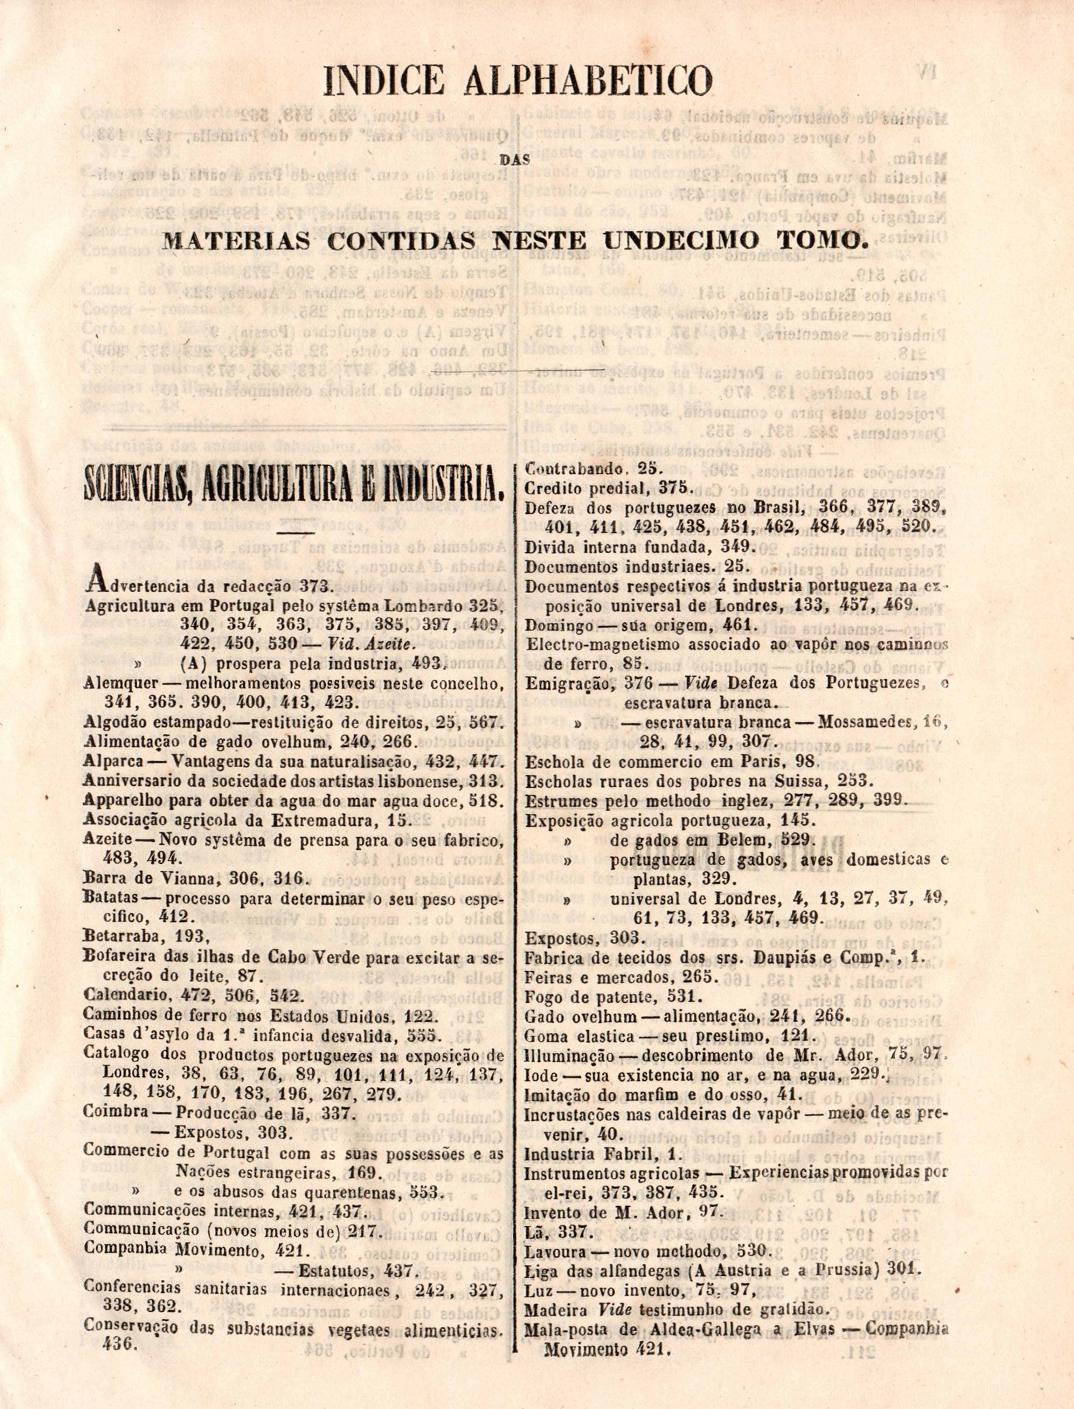 INDICE ALPHABETICO
DAS
MATERIAS CONTIDAS NESTE UNDECIMO TOMO.
SCIENCIAS, AGRICULTURA E INDUSTRIA.
Advertencia da redacção 373.
Agricultura em Portugal pelo systêma Lombardo 325,
340, 354, 363, 375, 385, 397, 409,
422, 450, 530 — Vid. Azeite.
» (A) prospera pela industria, 493.
Alemquer — melhoramentos possiveis neste concelho,
341, 365. 390, 400, 413, 423.
Algodão estampado—restituição de direitos, 25, 567.
Alimentação de gado ovelhum, 240, 266.
Alparca — Vantagens da sua naturalisação, 432, 447.
Anniversario da sociedade dos artistas lisbonense, 313.
Apparelho para obter da agua do mar agua doce, 518.
Associação agricola da Extremadura, 15.
Azeite — Novo systêma de prensa para o seu fabrico,
483, 494.
Barra de Vianna, 306, 316.
Batatas — processo para determinar o seu peso espe-
cifico, 412.
Betarraba, 193,
Bofareira das ilhas de Cabo Verde para excitar a se-
creção do leite, 87.
Calendario, 472, 506, 542.
Caminhos de ferro nos Estados Unidos, 122.
Casas d'asylo da 1.ª infancia desvalida, 555.
Catalogo dos productos portuguezes na exposição de
Londres, 38, 63, 76, 89, 101, 111, 124, 137,
148, 158, 170, 183, 196, 267, 279.
Coimbra — Producção de lã, 337.
— Expostos, 303.
Commercio de Portugal com as suas possessões e as
Nações estrangeiras, 169.
» e os abusos das quarentenas, 553.
Communicações internas, 421, 437.
Communicação (novos meios de) 217.
Companhia Movimento, 421.
» — Estatutos, 437.
Conferencias sanitarias internacionaes, 242, 327,
338, 362.
Conservação das substancias vegetaes alimenticias.
436.
Contrabando, 25.
Credito predial, 375.
Defeza dos portuguezes no Brasil, 366, 377, 389,
401, 411, 425, 438, 451, 462, 484, 495, 520.
Divida interna fundada, 349.
Documentos industriaes. 25.
Documentos respectivos á industria portugueza na ex-
posição universal de Londres, 133, 457, 469.
Domingo — sua origem, 461.
Electro-magnetismo associado ao vapôr nos caminhos
de ferro, 85.
Emigração, 376 — Vide Defeza dos Portuguezes, e
escravatura branca.
» — escravatura branca — Mossamedes, 16,
28, 41, 99, 307.
Eschola de commercio em Paris, 98.
Escholas ruraes dos pobres na Suissa, 253.
Estrumes pelo methodo inglez, 277, 289, 399.
Exposição agricola portugueza, 145.
» de gados em Belem, 529.
» portugueza de gados, aves domesticas e
plantas, 329.
» universal de Londres, 4, 13, 27, 37, 49,
61, 73, 133, 457, 469.
Expostos, 303.
Fabrica de tecidos dos srs. Daupiás e Comp.ª, 1.
Feiras e mercados, 265.
Fogo de patente, 531.
Gado ovelhum — alimentação, 241, 266.
Goma elastica — seu prestimo, 121.
Illuminação — descobrimento de Mr. Ador, 75, 97.
Iode — sua existencia no ar, e na agua, 229.
Imitação do marfim e do osso, 41.
Incrustações nas caldeiras de vapôr — meio de as pre-
venir, 40.
Industria Fabril, 1.
Instrumentos agricolas — Experiencias promovidas por
el-rei, 373, 387, 435.
Invento de M. Ador, 97.
Lã, 337.
Lavoura — novo methodo, 530.
Liga das alfandegas (A Austria e a Prussia) 301.
Luz — novo invento, 75, 97,
Madeira Vide testimunho de gratidão.
Mala-posta de Aldea-Gallega a Elvas — Companhia
Movimento 421.